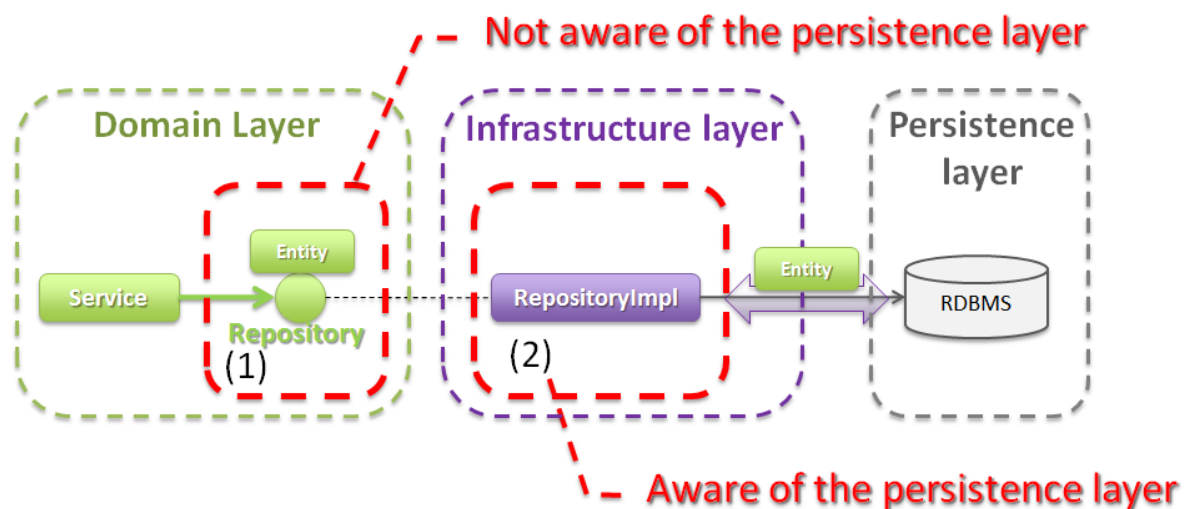 Not aware of the persistence layer
Domain Layer
Infrastructure layer
Persistence
layer
Entity
Entity
Service
RepositoryImpl
RDBMS
Repository
(1)
(2)
Aware of the persistence layer